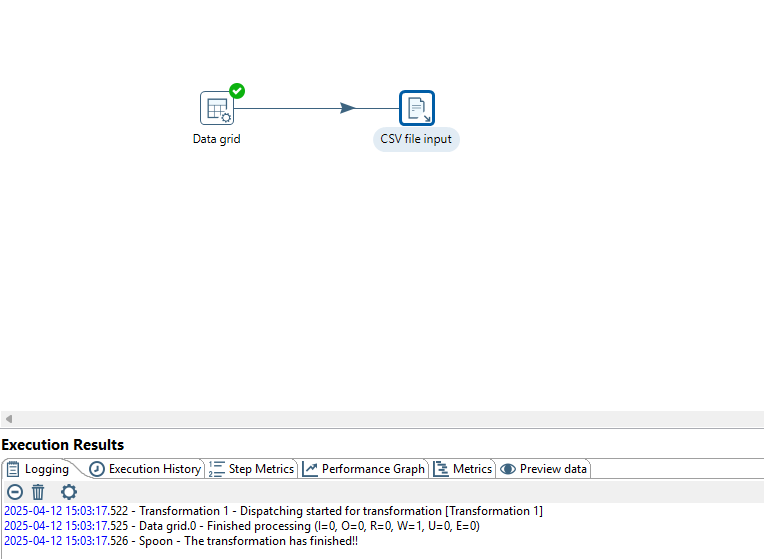 Data grid
CSV file input
Execution Results
Logging
Execution History
1
2
Step Metrics
Performance Graph
Metrics
Preview data
2025-04-12 15:03:17.522 - Transformation 1 - Dispatching started for transformation [Transformation 1]
2025-04-12 15:03:17.525 - Data grid.0 - Finished processing (I=0, O=0, R=0, W=1, U=0, E=0)
2025-04-12 15:03:17.526 - Spoon - The transformation has finished!!